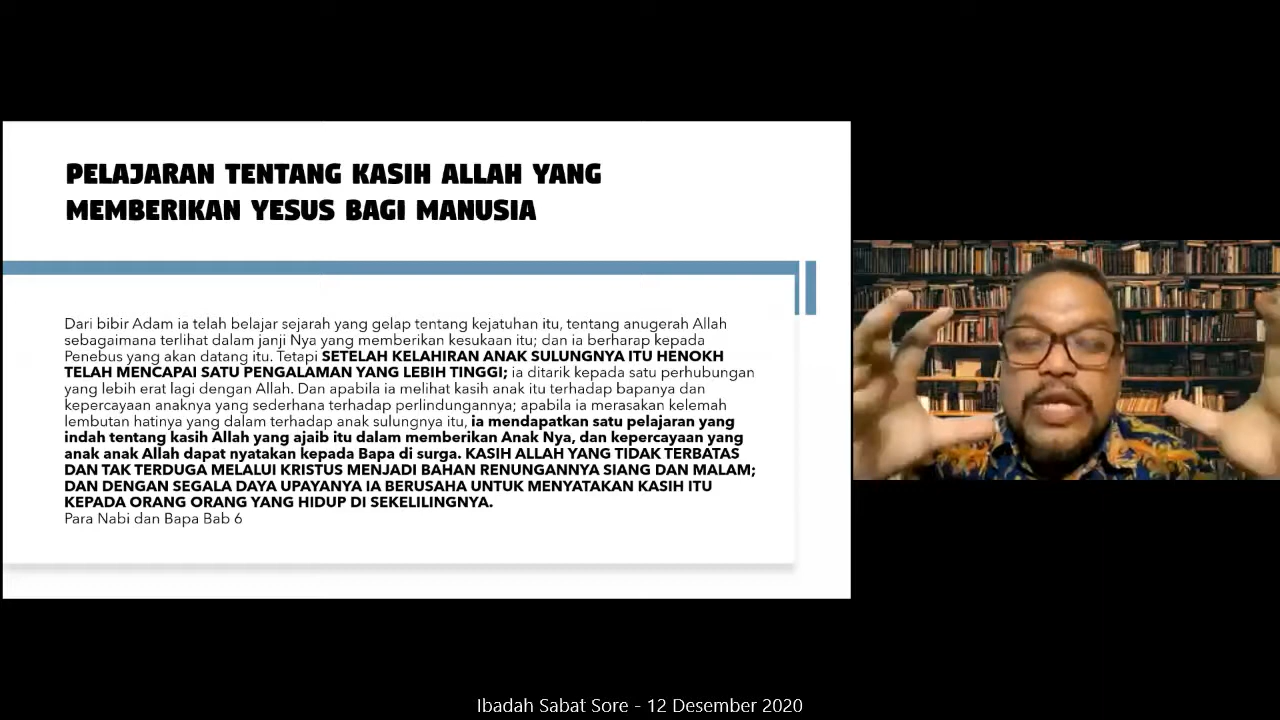 PELAJARAN TENTANG KASIH ALLAH YANG
MEMBERIKAN YESUS BAGI MANUSIA
Dari bibir Adam ia telah belajar sejarah yang gelap tentang kejatuhan itu, tentang anugerah Allah
sebagaimana terlihat dalam janji Nya yang memberikan kesukaan itu; dan ia berharap kepada
Penebus yang akan datang itu. Tetapi SETELAH KELAHIRAN ANAK SULUNGNYA ITU HENOKH
TELAH MENCAPAI SATU PENGALAMAN YANG LEBIH TINGGI; ia ditarik kepada satu perhubungan
yang lebih erat lagi dengan Allah. Dan apabila ia melihat kasih anak itu terhadap bapanya dan
kepercayaan anaknya yang sederhana terhadap perlindungannya; apabila ia merasakan kelemah
lembutan hatinya yang dalam terhadap anak sulungnya itu, ia mendapatkan satu pelajaran yang
indah tentang kasih Allah yang ajaib itu dalam memberikan Anak Nya, dan kepercayaan yang
anak anak Allah dapat nyatakan kepada Bapa di surga. KASIH ALLAH YANG TIDAK TERBATAS
DAN TAK TERDUGA MELALUI KRISTUS MENJADI BAHAN RENUNGANNYA SIANG DAN MALAM;
DAN DENGAN SEGALA DAYA UPAYANYA IA BERUSAHA UNTUK MENYATAKAN KASIH ITU
KEPADA ORANG ORANG YANG HIDUP DI SEKELILINGNYA.
Para Nabi dan Bapa Bab 6
Ibadah Sabat Sore - 12 Desember 2020